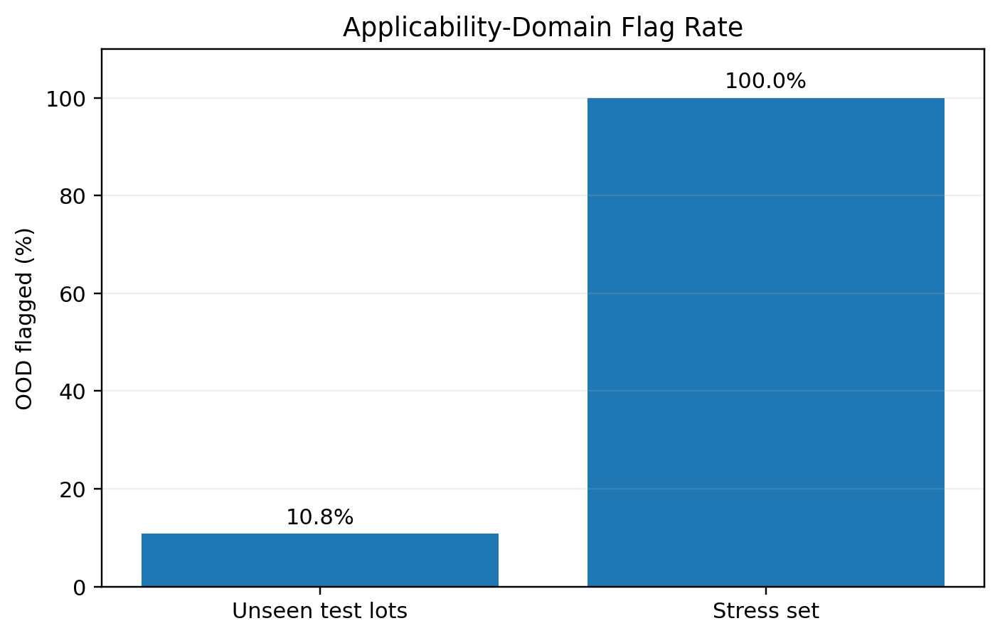 Applicability-Domain Flag Rate
OOD flagged (%)
100
80
60
40
20
0
10.8%
100.0%
Unseen test lots
Stress set